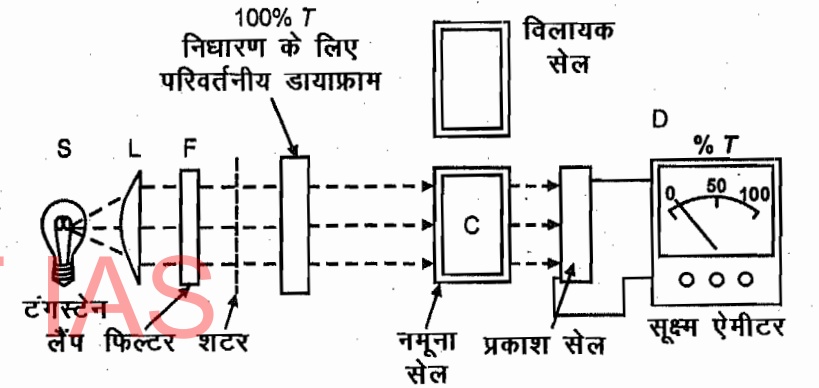 100% T
निधारण के लिए
परिवर्तनीय डायाफ्राम
विलायक
सेल
S
L
F
D
% T
0 50 100
C
IAS
टंगस्टेन
लैंप फिल्टर शटर
नमूना
सेल
प्रकाश सेल
सूक्ष्म ऐमीटर